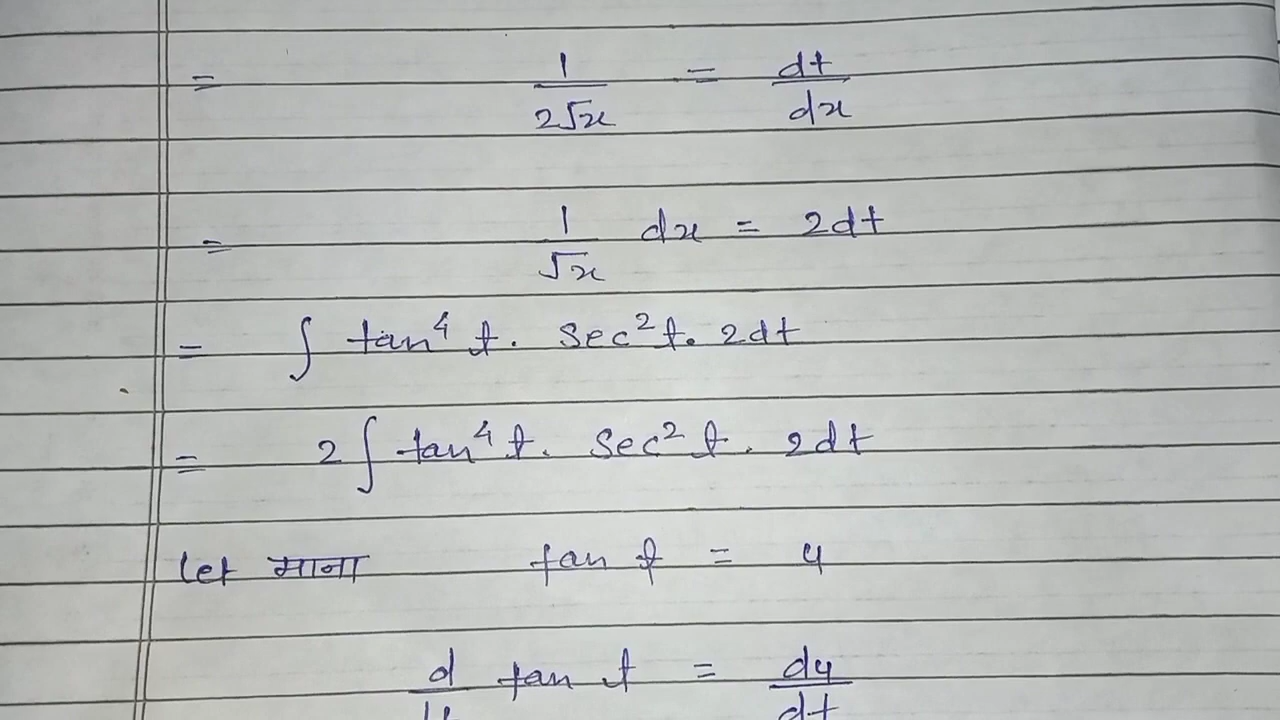 = 1/2√x = dt/dx
= 1/√x dx = 2dt
= ∫ tan⁴ t. Sec² t. 2dt
= 2∫ tan⁴ t. Sec² t. 2dt
let माना tan t = u
d/dt tan t = du/dt